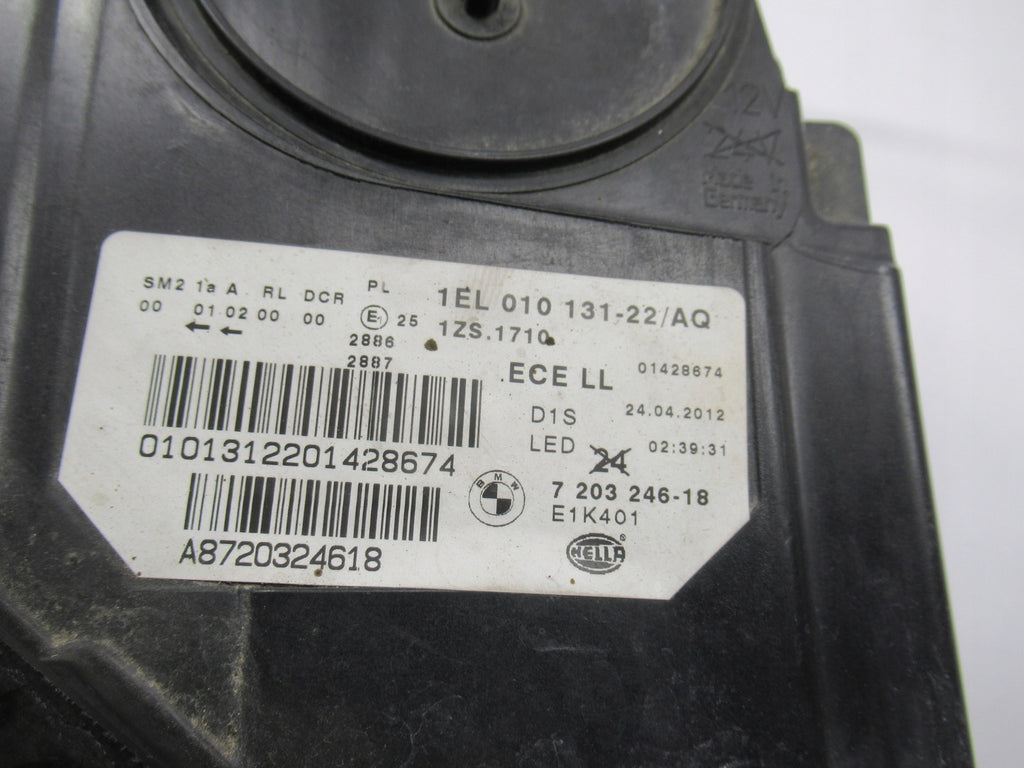 12V
24V
Made in
Germany
SM2 1a A RL DCR PL
00 01 02 00 00 E1 25
2886
2887
1EL 010 131-22/AQ
1ZS.1710
ECE LL 01428674
D1S 24.04.2012
LED 24 02:39:31
01013122014 28674
BMW
7 203 246-18
E1K401
A8720324618
HELLA®